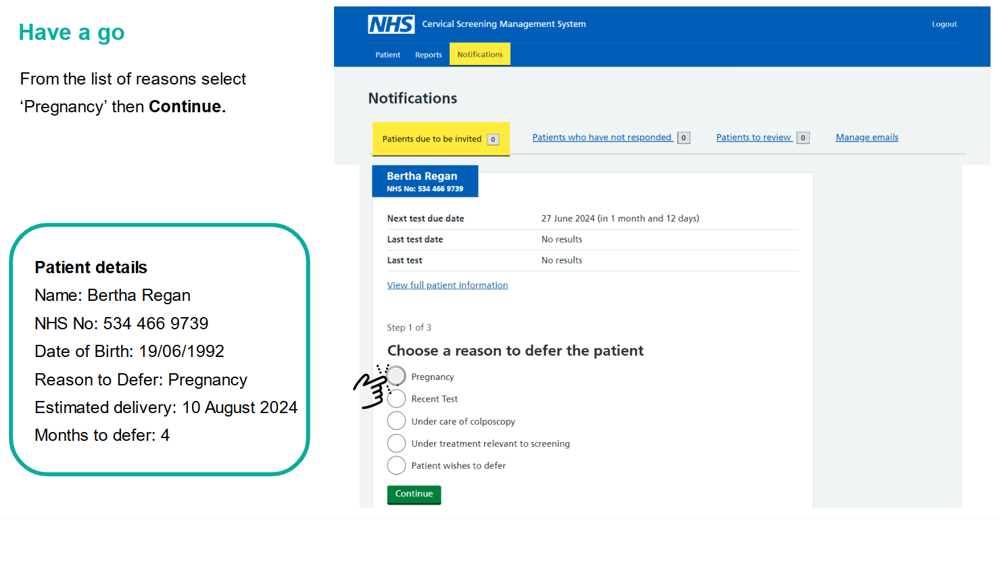 Have a go
From the list of reasons select
‘Pregnancy’ then Continue.
Patient details
Name: Bertha Regan
NHS No: 534 466 9739
Date of Birth: 19/06/1992
Reason to Defer: Pregnancy
Estimated delivery: 10 August 2024
Months to defer: 4
NHS Cervical Screening Management System Logout
Patient Reports Notifications
Notifications
Patients due to be invited 0 Patients who have not responded 0 Patients to review 0 Manage emails
Bertha Regan
NHS No: 534 466 9739
Next test due date 27 June 2024 (in 1 month and 12 days)
Last test date No results
Last test No results
View full patient information
Step 1 of 3
Choose a reason to defer the patient
Pregnancy
Recent Test
Under care of colposcopy
Under treatment relevant to screening
Patient wishes to defer
Continue